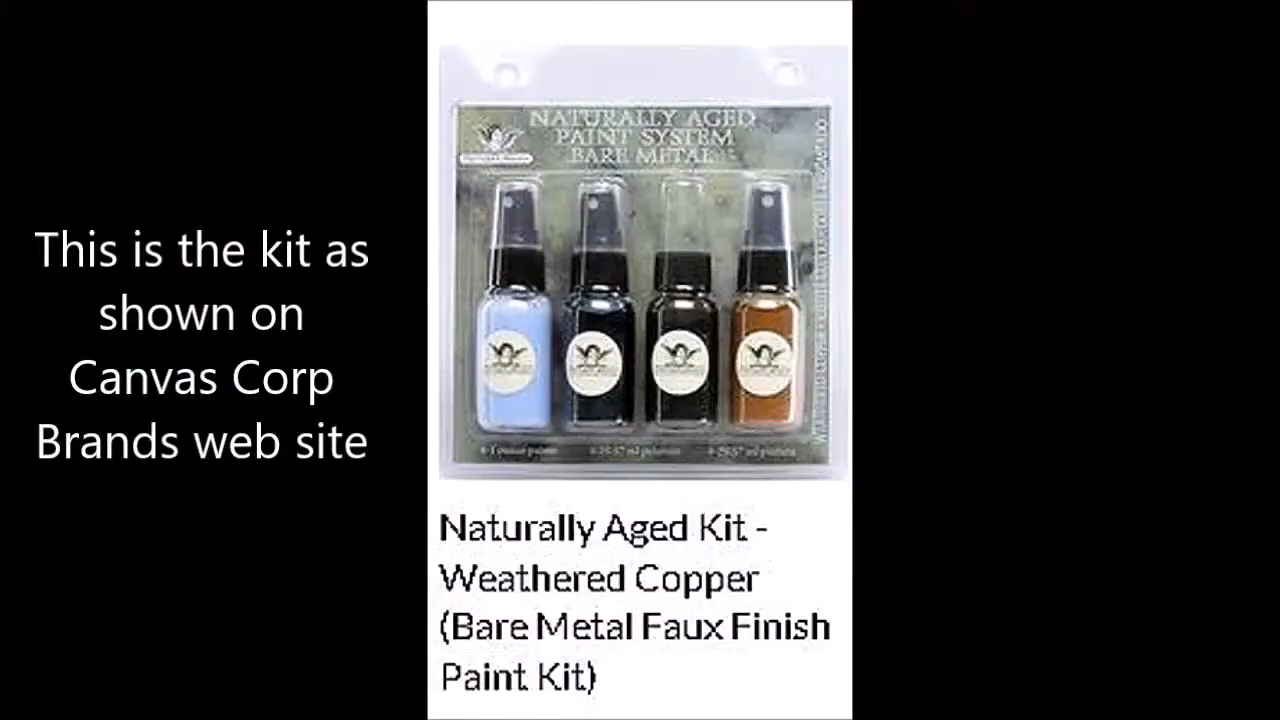 This is the kit as
shown on
Canvas Corp
Brands web site
NATURALLY AGED
PAINT SYSTEM
BARE METAL
Naturally Aged Kit -
Weathered Copper
(Bare Metal Faux Finish
Paint Kit)